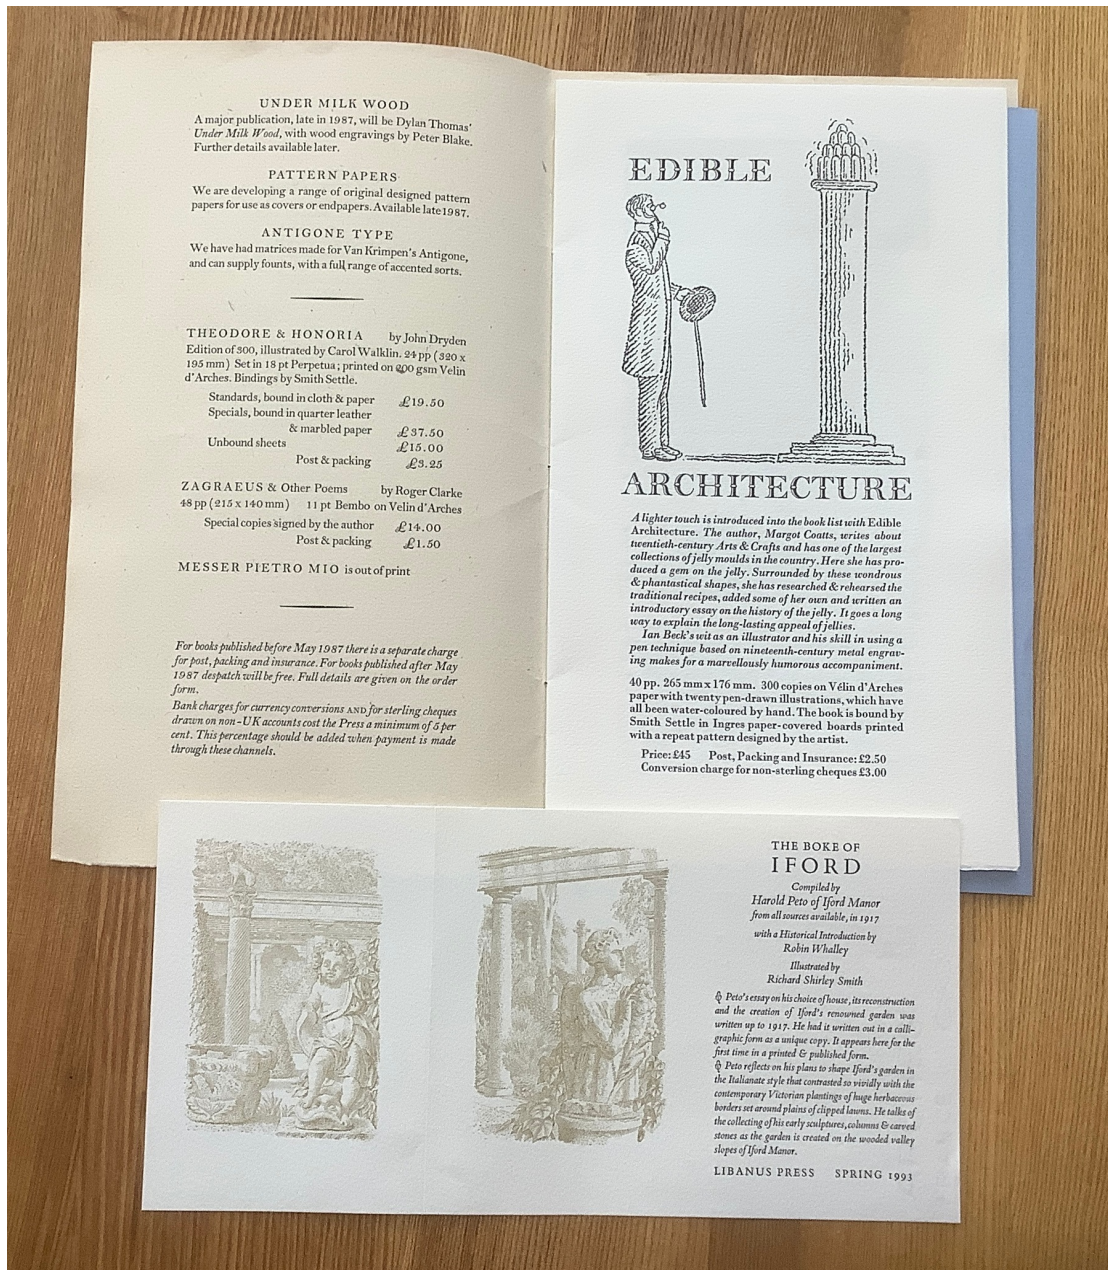 UNDER MILK WOOD
A major publication, late in 1987, will be Dylan Thomas'
Under Milk Wood, with wood engravings by Peter Blake.
Further details available later.
PATTERN PAPERS
We are developing a range of original designed pattern
papers for use as covers or endpapers. Available late 1987.
ANTIGONE TYPE
We have had matrices made for Van Krimpen's Antigone,
and can supply founts, with a full range of accented sorts.
THEODORE & HONORIA by John Dryden
Edition of 300, illustrated by Carol Walklin. 24 pp (320 x
195 mm) Set in 18 pt Perpetua; printed on 200 gsm Velin
d'Arches. Bindings by Smith Settle.
Standards, bound in cloth & paper £19.50
Specials, bound in quarter leather
& marbled paper £37.50
Unbound sheets £15.00
Post & packing £3.25
ZAGRAEUS & Other Poems by Roger Clarke
48 pp (215 x 140 mm) 11 pt Bembo on Velin d'Arches
Special copies signed by the author £14.00
Post & packing £1.50
MESSER PIETRO MIO is out of print
For books published before May 1987 there is a separate charge
for post, packing and insurance. For books published after May
1987 despatch will be free. Full details are given on the order
form.
Bank charges for currency conversions AND for sterling cheques
drawn on non-UK accounts cost the Press a minimum of 5 per
cent. This percentage should be added when payment is made
through these channels.
EDIBLE
ARCHITECTURE
A lighter touch is introduced into the book list with Edible
Architecture. The author, Margot Coatts, writes about
twentieth-century Arts & Crafts and has one of the largest
collections of jelly moulds in the country. Here she has pro-
duced a gem on the jelly. Surrounded by these wondrous
& phantastical shapes, she has researched & rehearsed the
traditional recipes, added some of her own and written an
introductory essay on the history of the jelly. It goes a long
way to explain the long-lasting appeal of jellies.
Ian Beck's wit as an illustrator and his skill in using a
pen technique based on nineteenth-century metal engrav-
ing makes for a marvellously humorous accompaniment.
40 pp. 265 mm x 176 mm. 300 copies on Vélin d'Arches
paper with twenty pen-drawn illustrations, which have
all been water-coloured by hand. The book is bound by
Smith Settle in Ingres paper-covered boards printed
with a repeat pattern designed by the artist.
Price: £45 Post, Packing and Insurance: £2.50
Conversion charge for non-sterling cheques £3.00
THE BOKE OF
IFORD
Compiled by
Harold Peto of Iford Manor
from all sources available, in 1917
with a Historical Introduction by
Robin Whalley
Illustrated by
Richard Shirley Smith
Peto's essay on his choice of house, its reconstruction
and the creation of Iford's renowned garden was
written up to 1917. He had it written out in a calli-
graphic form as a unique copy. It appears here for the
first time in a printed & published form.
Peto reflects on his plans to shape Iford's garden in
the Italianate style that contrasted so vividly with the
contemporary Victorian plantings of huge herbaceous
borders set around plains of clipped lawns. He talks of
the collecting of his early sculptures, columns & carved
stones as the garden is created on the wooded valley
slopes of Iford Manor.
LIBANUS PRESS SPRING 1993